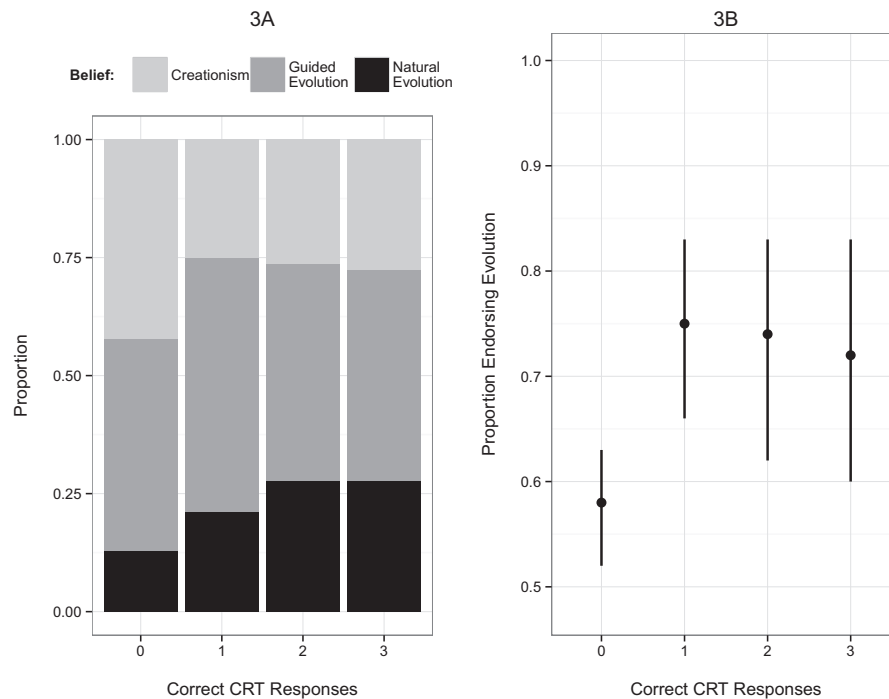 3A
Belief:
Creationism
Guided
Evolution
Natural
Evolution
Proportion
1.00
0.75
0.50
0.25
0.00
0 1 2 3
Correct CRT Responses
3B
Proportion Endorsing Evolution
1.0
0.9
0.8
0.7
0.6
0.5
0 1 2 3
Correct CRT Responses